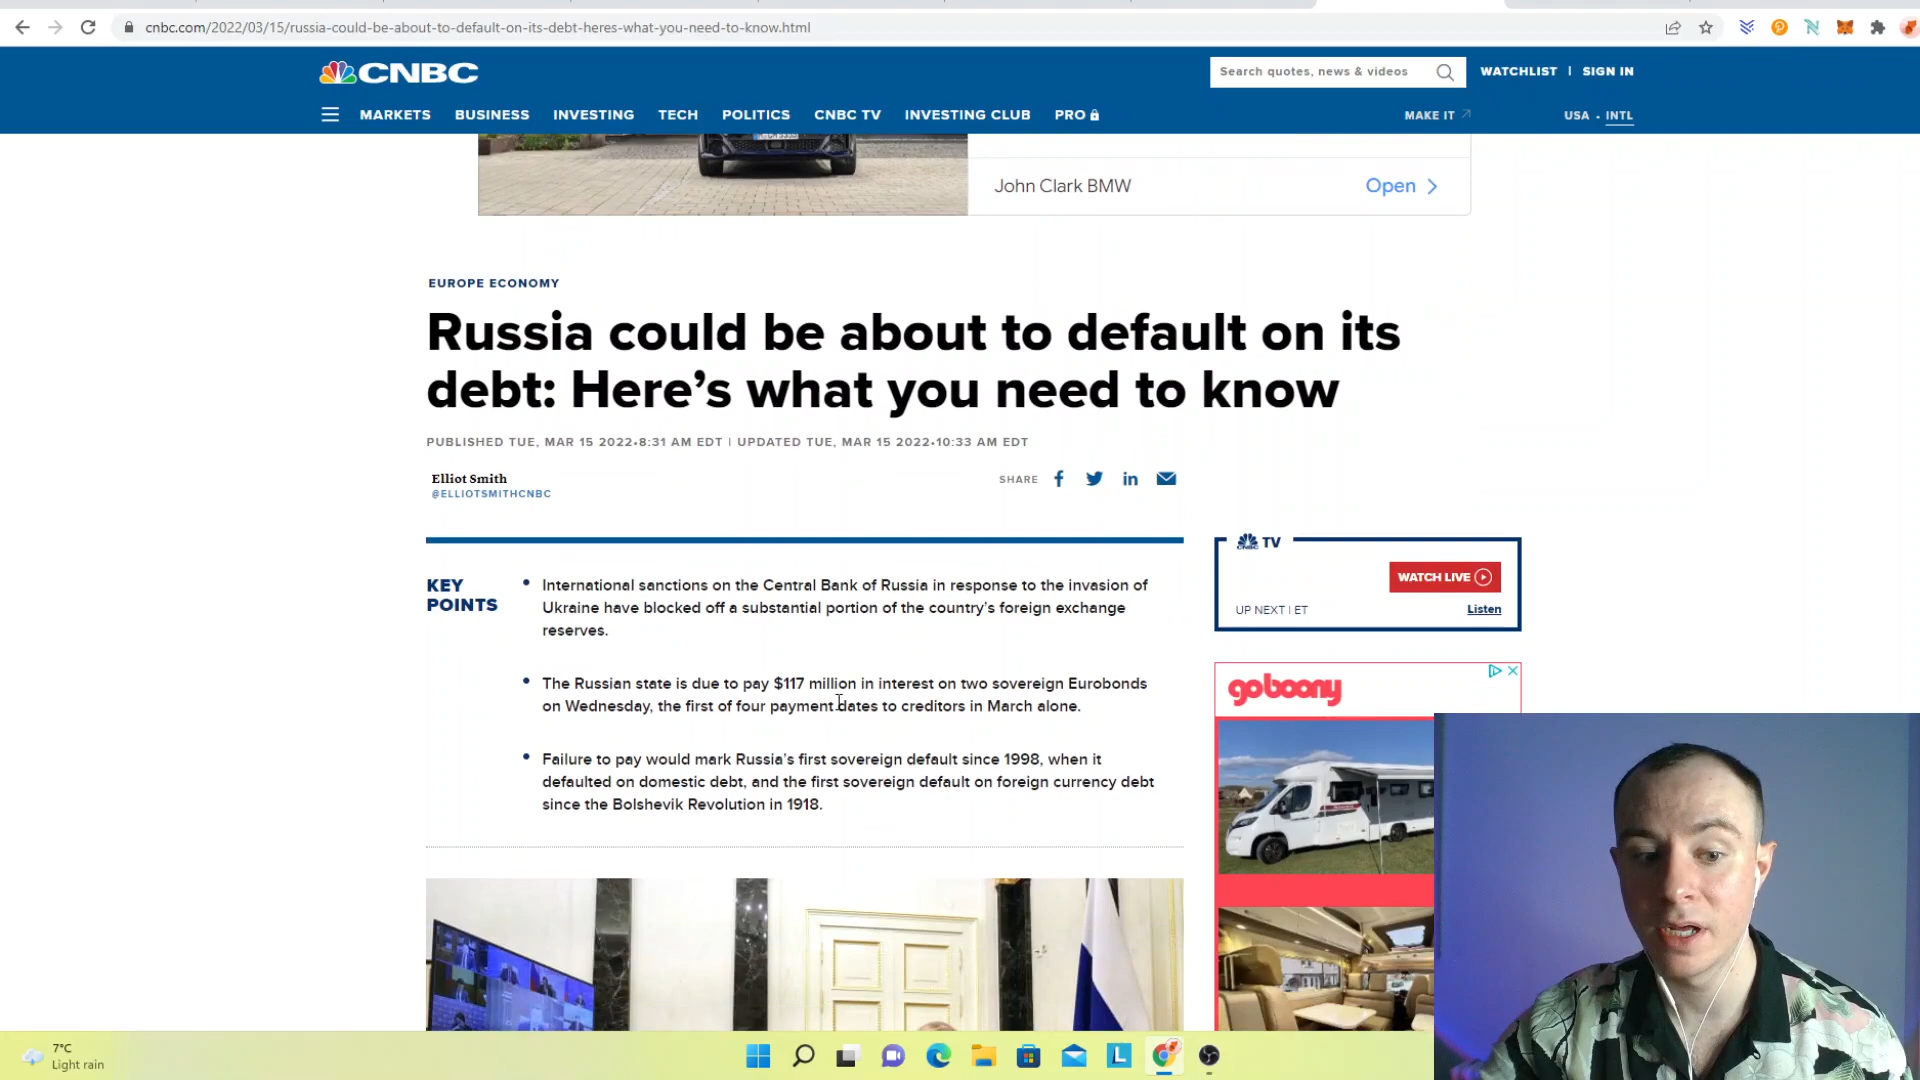 cnbc.com/2022/03/15/russia-could-be-about-to-default-on-its-debt-heres-what-you-need-to-know.html
CNBC
Search quotes, news & videos
WATCHLIST | SIGN IN
MARKETS BUSINESS INVESTING TECH POLITICS CNBC TV INVESTING CLUB PRO
MAKE IT
USA • INTL
John Clark BMW
Open
EUROPE ECONOMY
Russia could be about to default on its
debt: Here’s what you need to know
PUBLISHED TUE, MAR 15 2022•8:31 AM EDT | UPDATED TUE, MAR 15 2022•10:33 AM EDT
Elliot Smith
@ELLIOTSMITHCNBC
SHARE
KEY
POINTS
• International sanctions on the Central Bank of Russia in response to the invasion of
Ukraine have blocked off a substantial portion of the country’s foreign exchange
reserves.
• The Russian state is due to pay $117 million in interest on two sovereign Eurobonds
on Wednesday, the first of four payment dates to creditors in March alone.
• Failure to pay would mark Russia’s first sovereign default since 1998, when it
defaulted on domestic debt, and the first sovereign default on foreign currency debt
since the Bolshevik Revolution in 1918.
TV
WATCH LIVE
UP NEXT | ET
Listen
goboony
7°C
Light rain